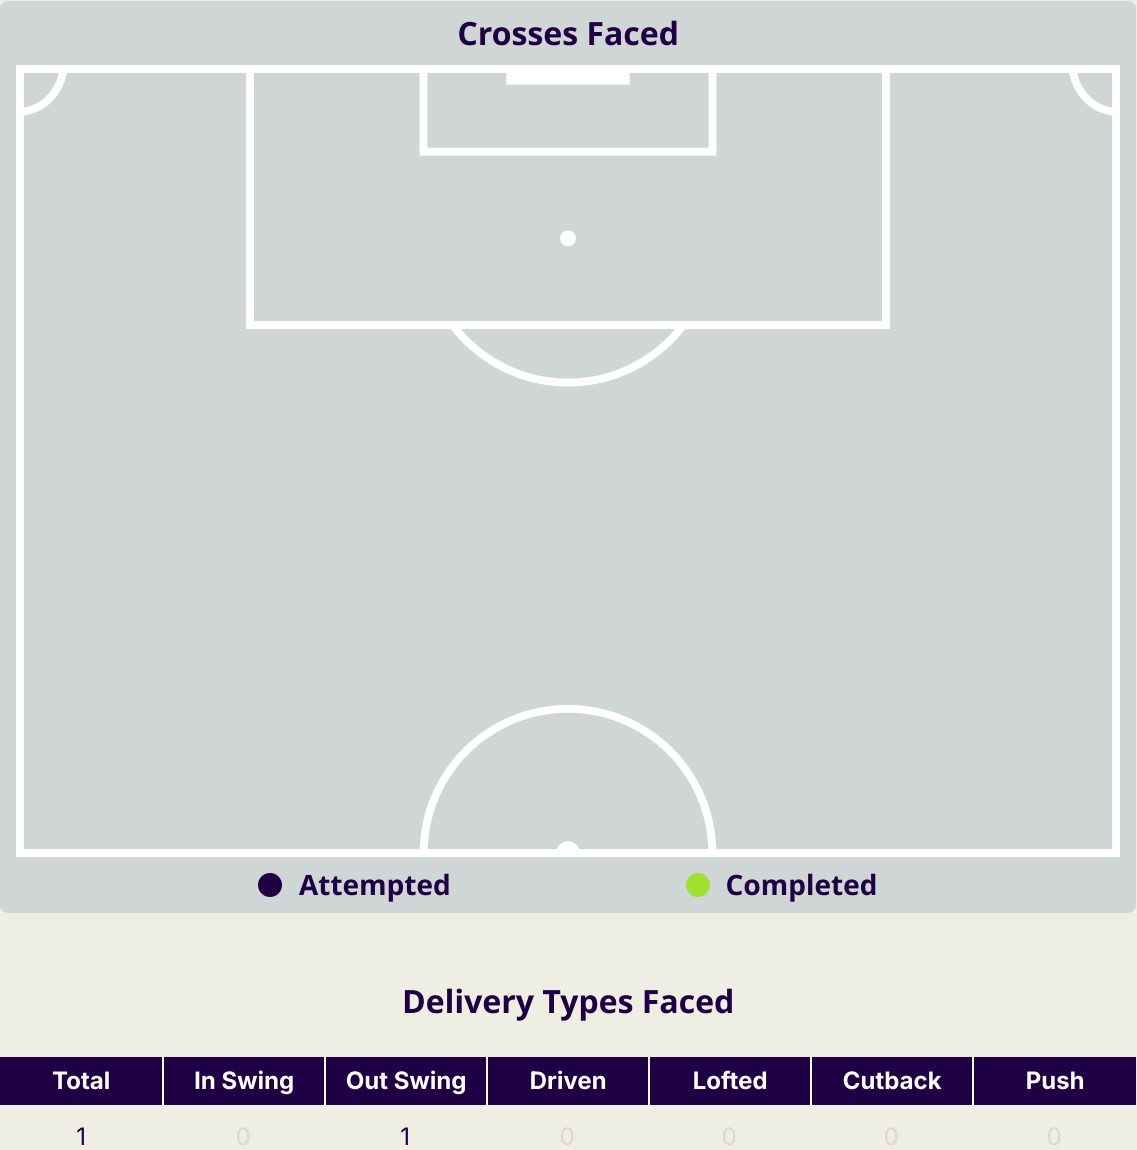 Crosses Faced
Attempted Completed
Delivery Types Faced
Total In Swing Out Swing Driven Lofted Cutback Push
1 0 1 0 0 0 0